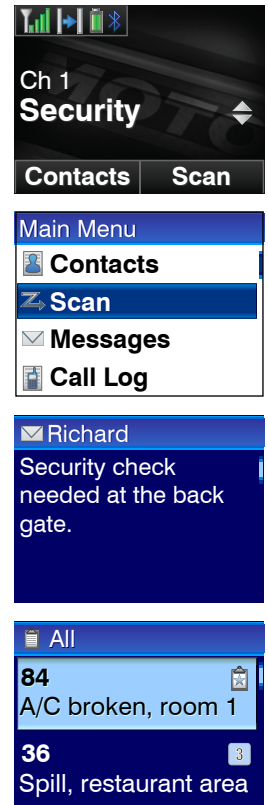 Ch 1
Security
MOTO
Contacts Scan
Main Menu
Contacts
Scan
Messages
Call Log
Richard
Security check
needed at the back
gate.
All
84
A/C broken, room 1
36 3
Spill, restaurant area